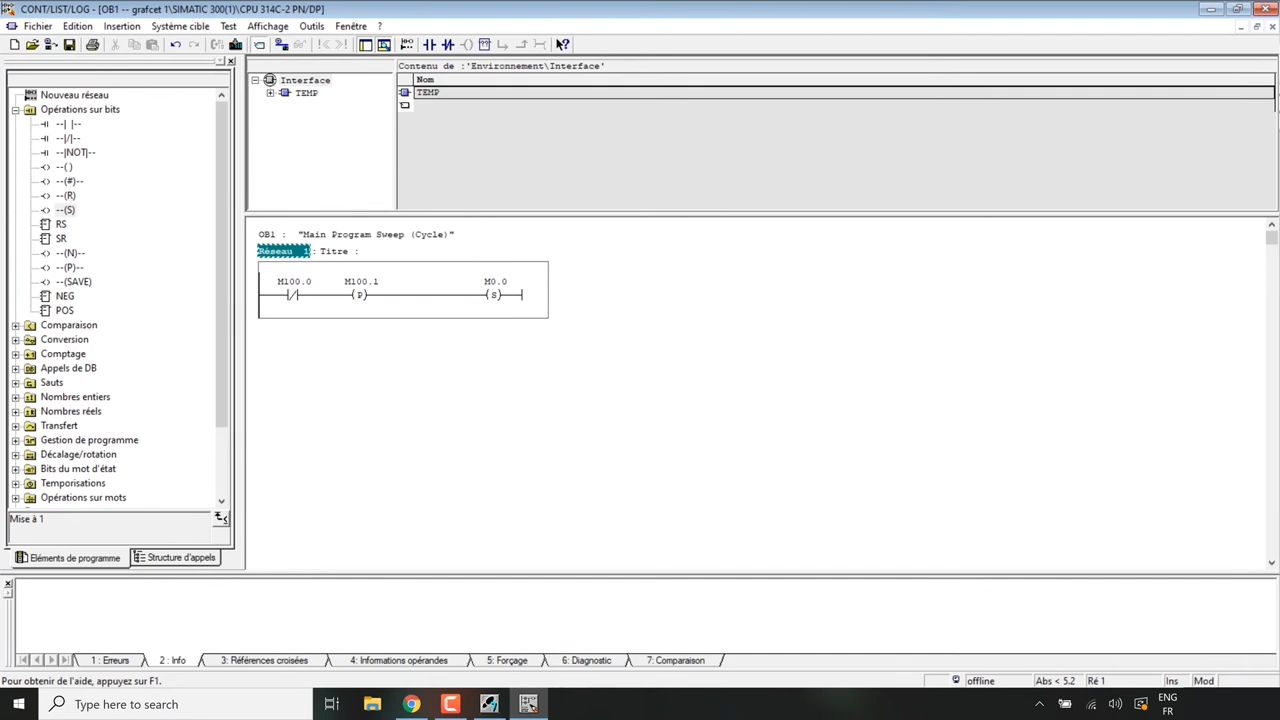 CONT/LIST/LOG - [OB1 -- grafcet 1\SIMATIC 300(1)\CPU 314C-2 PN/DP]
Fichier Edition Insertion Système cible Test Affichage Outils Fenêtre ?
Contenu de :'Environnement\Interface'
Interface
TEMP
Nom
TEMP
Nouveau réseau
Opérations sur bits
--| |--
--|/|--
--|NOT|--
--( )
--(#)--
--(R)
--(S)
RS
SR
--(N)--
--(P)--
--(SAVE)
NEG
POS
Comparaison
Conversion
Comptage
Appels de DB
Sauts
Nombres entiers
Nombres réels
Transfert
Gestion de programme
Décalage/rotation
Bits du mot d'état
Temporisations
Opérations sur mots
Mise à 1
Eléments de programme
Structure d'appels
OB1 : "Main Program Sweep (Cycle)"
Réseau 1: Titre :
M100.0 M100.1 M0.0
P S
1 : Erreurs 2 : Info 3: Références croisées 4: Informations opérandes 5: Forçage 6: Diagnostic 7: Comparaison
Pour obtenir de l'aide, appuyez sur F1.
offline Abs < 5.2 Ré 1 Ins Mod
Type here to search
ENG
FR